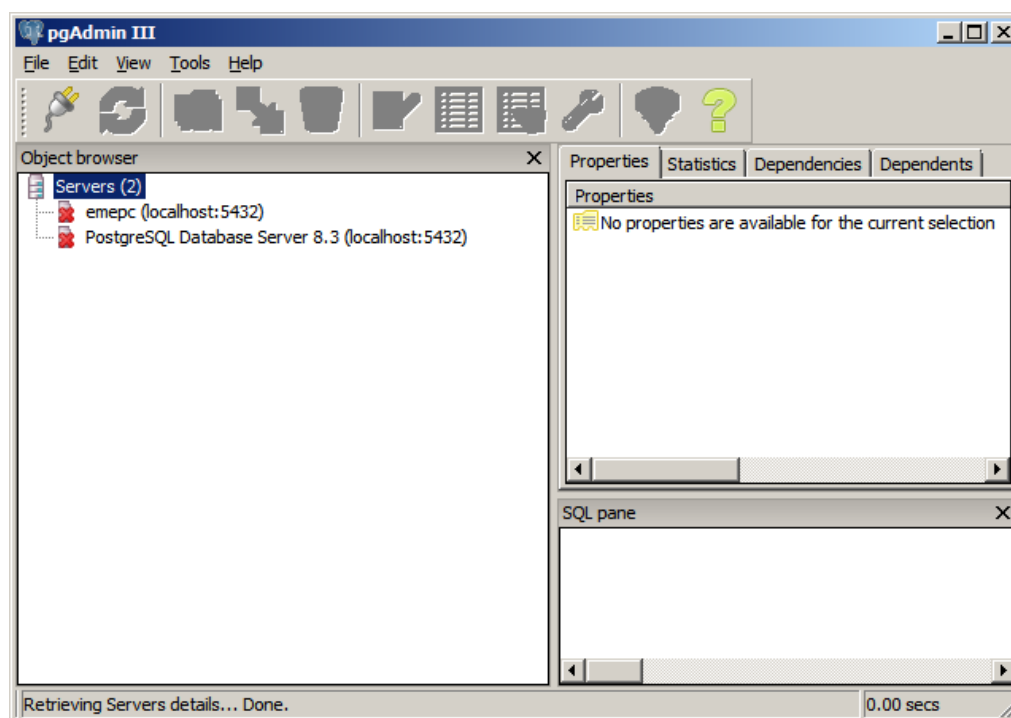 pgAdmin III
File Edit View Tools Help
Object browser
Servers (2)
emepc (localhost:5432)
PostgreSQL Database Server 8.3 (localhost:5432)
Properties Statistics Dependencies Dependents
Properties
No properties are available for the current selection
SQL pane
Retrieving Servers details... Done.
0.00 secs